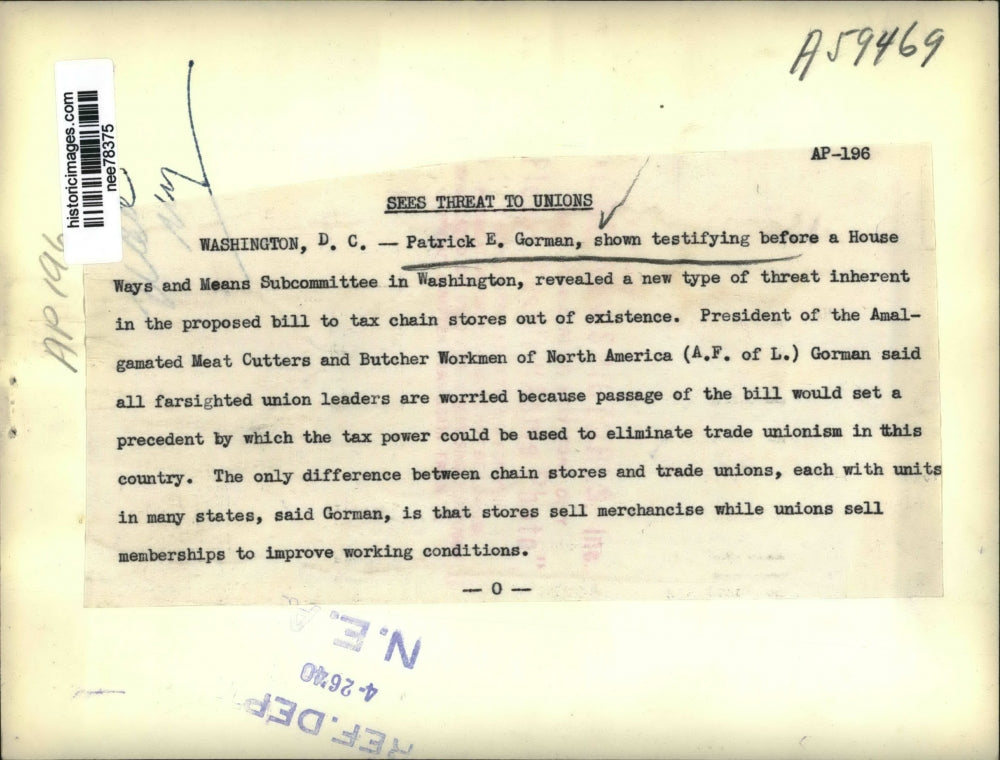 A59469
historicimages.com
nee78375
AP196
AP-196
SEES THREAT TO UNIONS
WASHINGTON, D. C. — Patrick E. Gorman, shown testifying before a House
Ways and Means Subcommittee in Washington, revealed a new type of threat inherent
in the proposed bill to tax chain stores out of existence. President of the Amal-
gamated Meat Cutters and Butcher Workmen of North America (A.F. of L.) Gorman said
all farsighted union leaders are worried because passage of the bill would set a
precedent by which the tax power could be used to eliminate trade unionism in this
country. The only difference between chain stores and trade unions, each with units
in many states, said Gorman, is that stores sell merchancise while unions sell
memberships to improve working conditions.
— O —
REF. DEP
4-26'40
N. E.